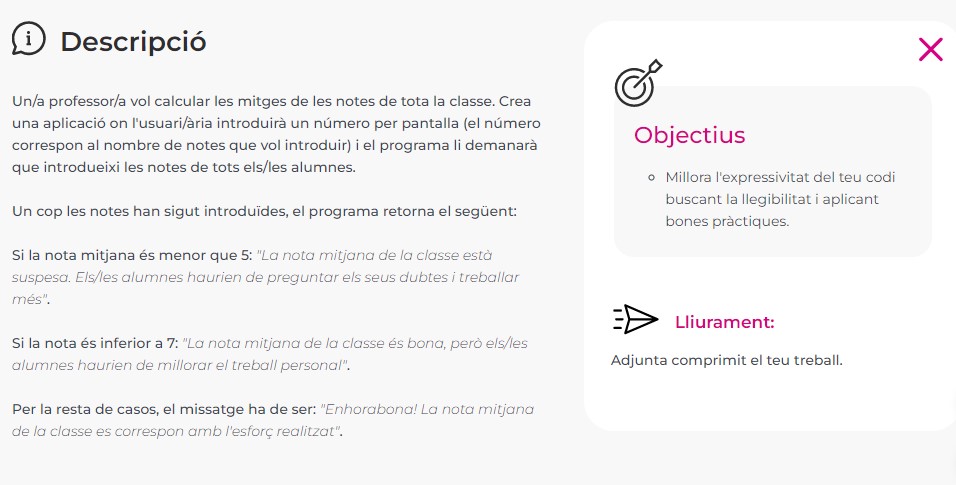 Descripció
Un/a professor/a vol calcular les mitges de les notes de tota la classe. Crea
una aplicació on l'usuari/ària introduirà un número per pantalla (el número
correspon al nombre de notes que vol introduir) i el programa li demanarà
que introdueixi les notes de tots els/les alumnes.
Un cop les notes han sigut introduïdes, el programa retorna el següent:
Si la nota mitjana és menor que 5: "La nota mitjana de la classe està
suspesa. Els/les alumnes haurien de preguntar els seus dubtes i treballar
més".
Si la nota és inferior a 7: "La nota mitjana de la classe és bona, però els/les
alumnes haurien de millorar el treball personal".
Per la resta de casos, el missatge ha de ser: "Enhorabona! La nota mitjana
de la classe es correspon amb l'esforç realitzat".
Objectius
Millora l'expressivitat del teu codi
buscant la llegibilitat i aplicant
bones pràctiques.
Lliurament:
Adjunta comprimit el teu treball.